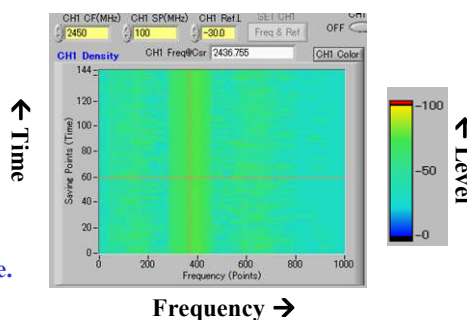 CH1 CF(MHz) CH1 SP(MHz) CH1 Ref.L SET CH1 CH1
2450 100 -30.0 Freq & Ref OFF
CH1 Density CH1 Freq@Csr 2436.755 CH1 Color
144
120
100
80
60
40
20
0
Saving Points (Time)
0 200 400 600 800 1000
Frequency (Points)
← Time
-100
-50
-0
← Level
e.
Frequency →